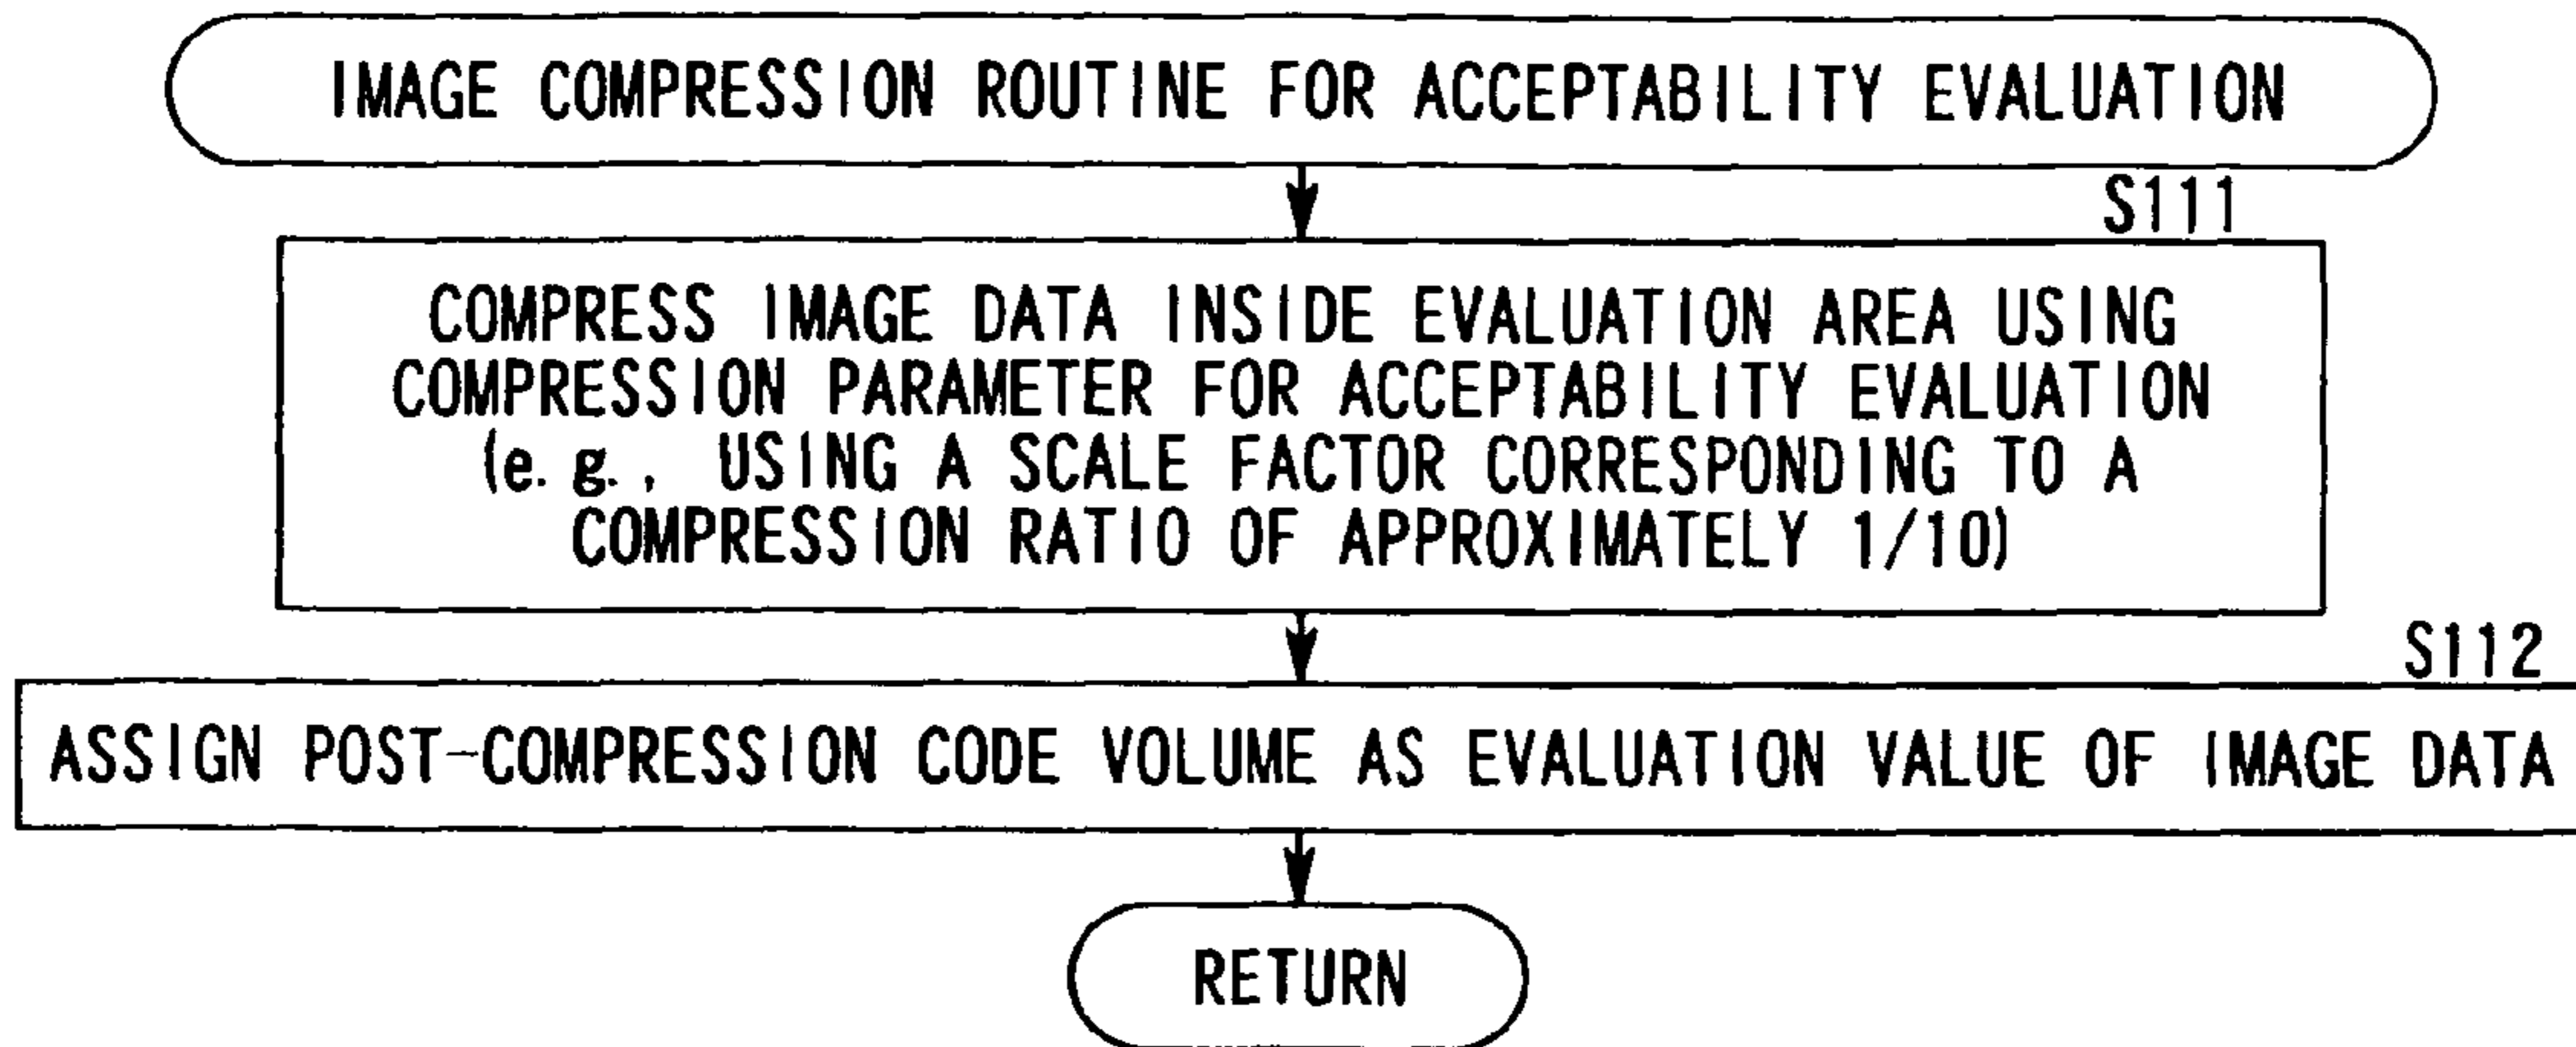 IMAGE COMPRESSION ROUTINE FOR ACCEPTABILITY EVALUATION
S111
COMPRESS IMAGE DATA INSIDE EVALUATION AREA USING
COMPRESSION PARAMETER FOR ACCEPTABILITY EVALUATION
(e.g., USING A SCALE FACTOR CORRESPONDING TO A
COMPRESSION RATIO OF APPROXIMATELY 1/10)
S112
ASSIGN POST-COMPRESSION CODE VOLUME AS EVALUATION VALUE OF IMAGE DATA
RETURN